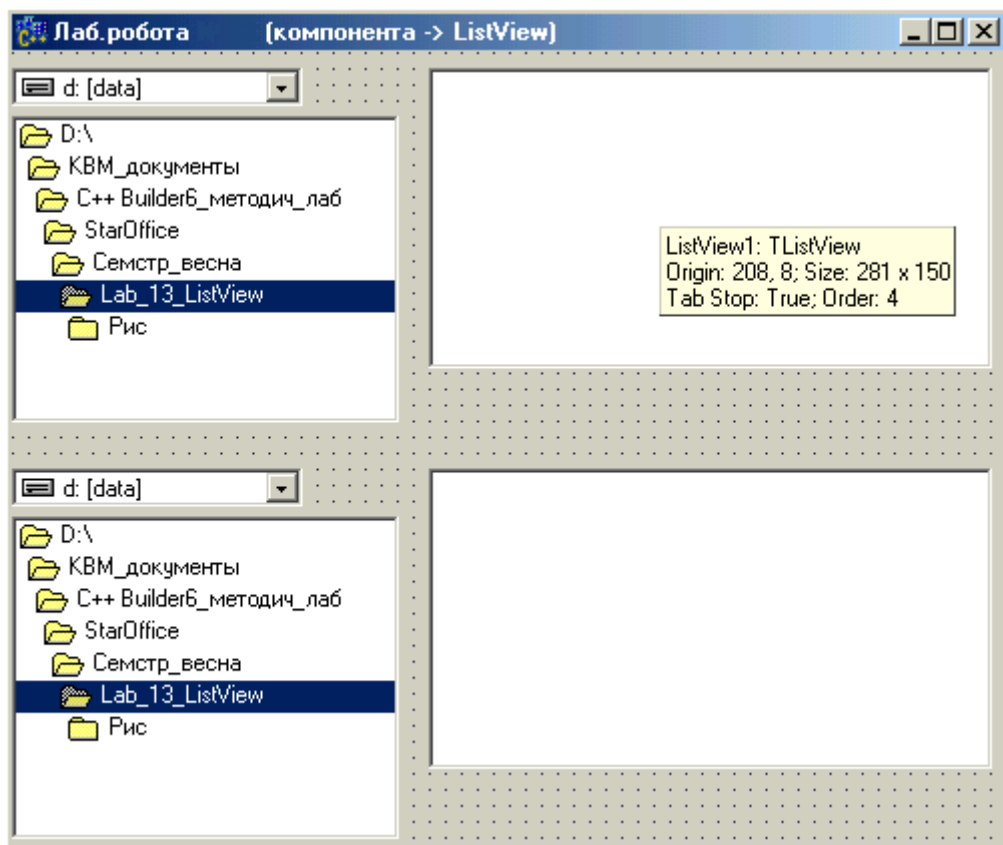 Лаб.робота (компонента -> ListView)
d: [data]
D:\
КВМ_документы
C++ Builder6_методич_лаб
StarOffice
Семстр_весна
Lab_13_ListView
Рис
ListView1: TListView
Origin: 208, 8; Size: 281 x 150
Tab Stop: True; Order: 4
d: [data]
D:\
КВМ_документы
C++ Builder6_методич_лаб
StarOffice
Семстр_весна
Lab_13_ListView
Рис